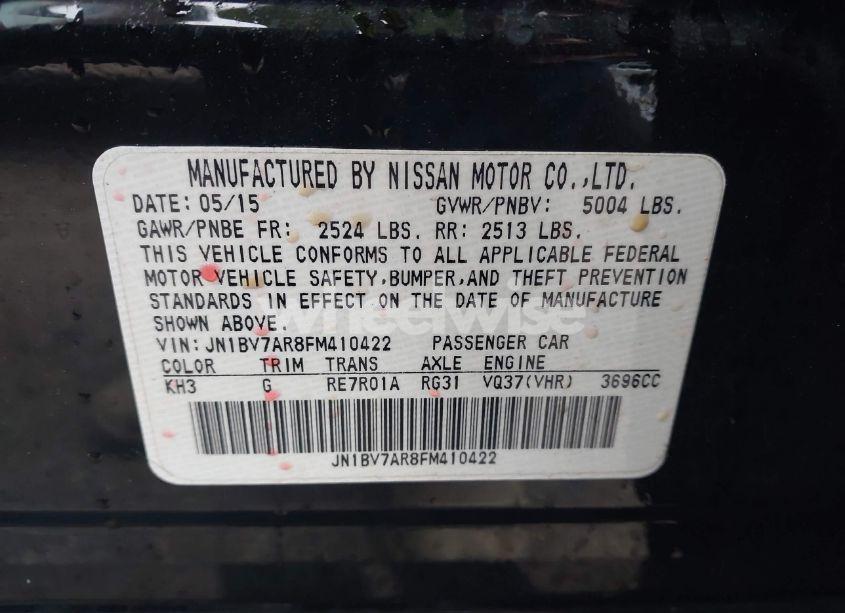 MANUFACTURED BY NISSAN MOTOR CO.,LTD.
DATE: 05/15 GVWR/PNBV: 5004 LBS.
GAWR/PNBE FR: 2524 LBS. RR: 2513 LBS.
THIS VEHICLE CONFORMS TO ALL APPLICABLE FEDERAL
MOTOR VEHICLE SAFETY,BUMPER,AND THEFT PREVENTION
STANDARDS IN EFFECT ON THE DATE OF MANUFACTURE
SHOWN ABOVE.
wheelwise
VIN:JN1BV7AR8FM410422 PASSENGER CAR
COLOR TRIM TRANS AXLE ENGINE
KH3 G RE7R01A RG31 VQ37(VHR) 3696CC
JN1BV7AR8FM410422